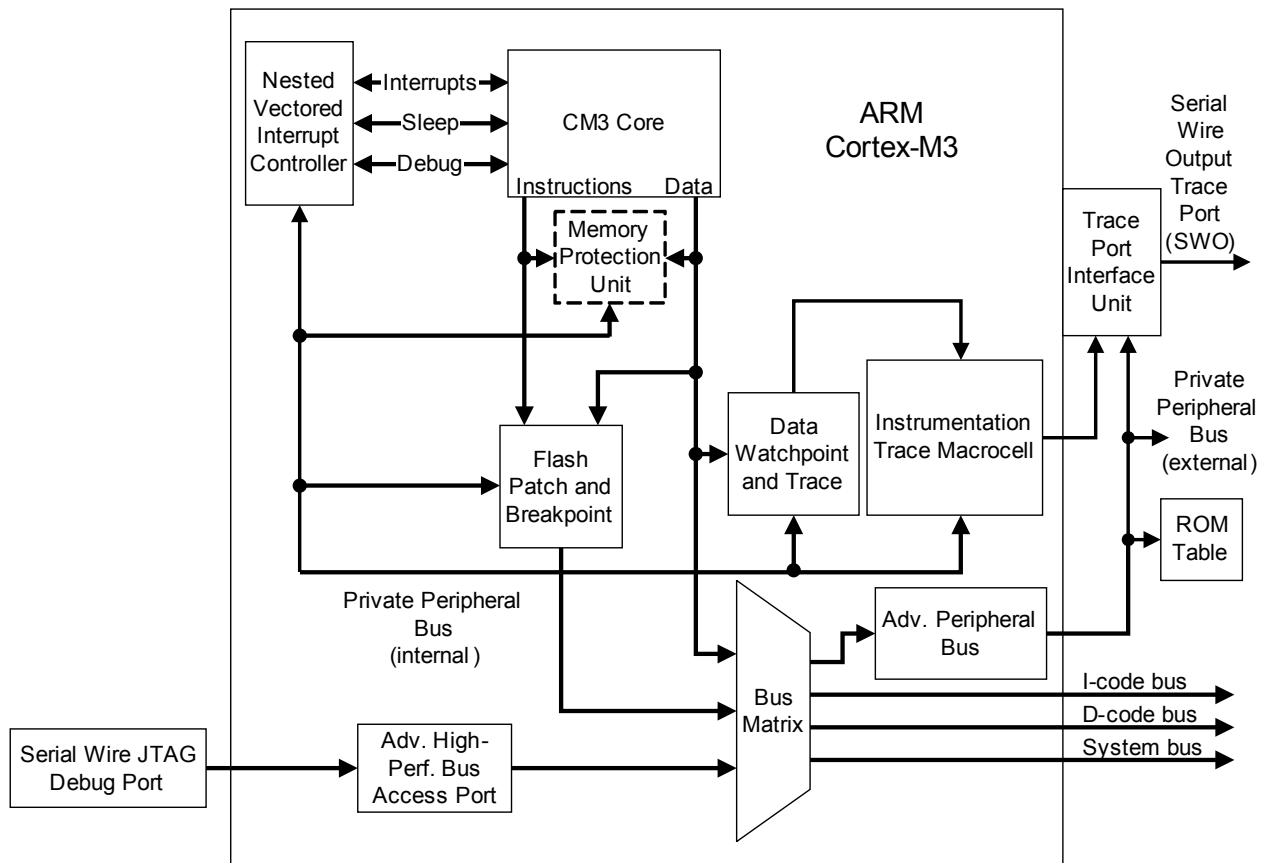 Nested
Vectored
Interrupt
Controller
Interrupts
Sleep
Debug
CM3 Core
Instructions Data
ARM
Cortex-M3
Serial
Wire
Output
Trace
Port
(SWO)
Memory
Protection
Unit
Trace
Port
Interface
Unit
Flash
Patch and
Breakpoint
Data
Watchpoint
and Trace
Instrumentation
Trace Macrocell
Private
Peripheral
Bus
(external)
ROM
Table
Private Peripheral
Bus
(internal)
Adv. Peripheral
Bus
Bus
Matrix
I-code bus
D-code bus
System bus
Serial Wire JTAG
Debug Port
Adv. High-
Perf. Bus
Access Port